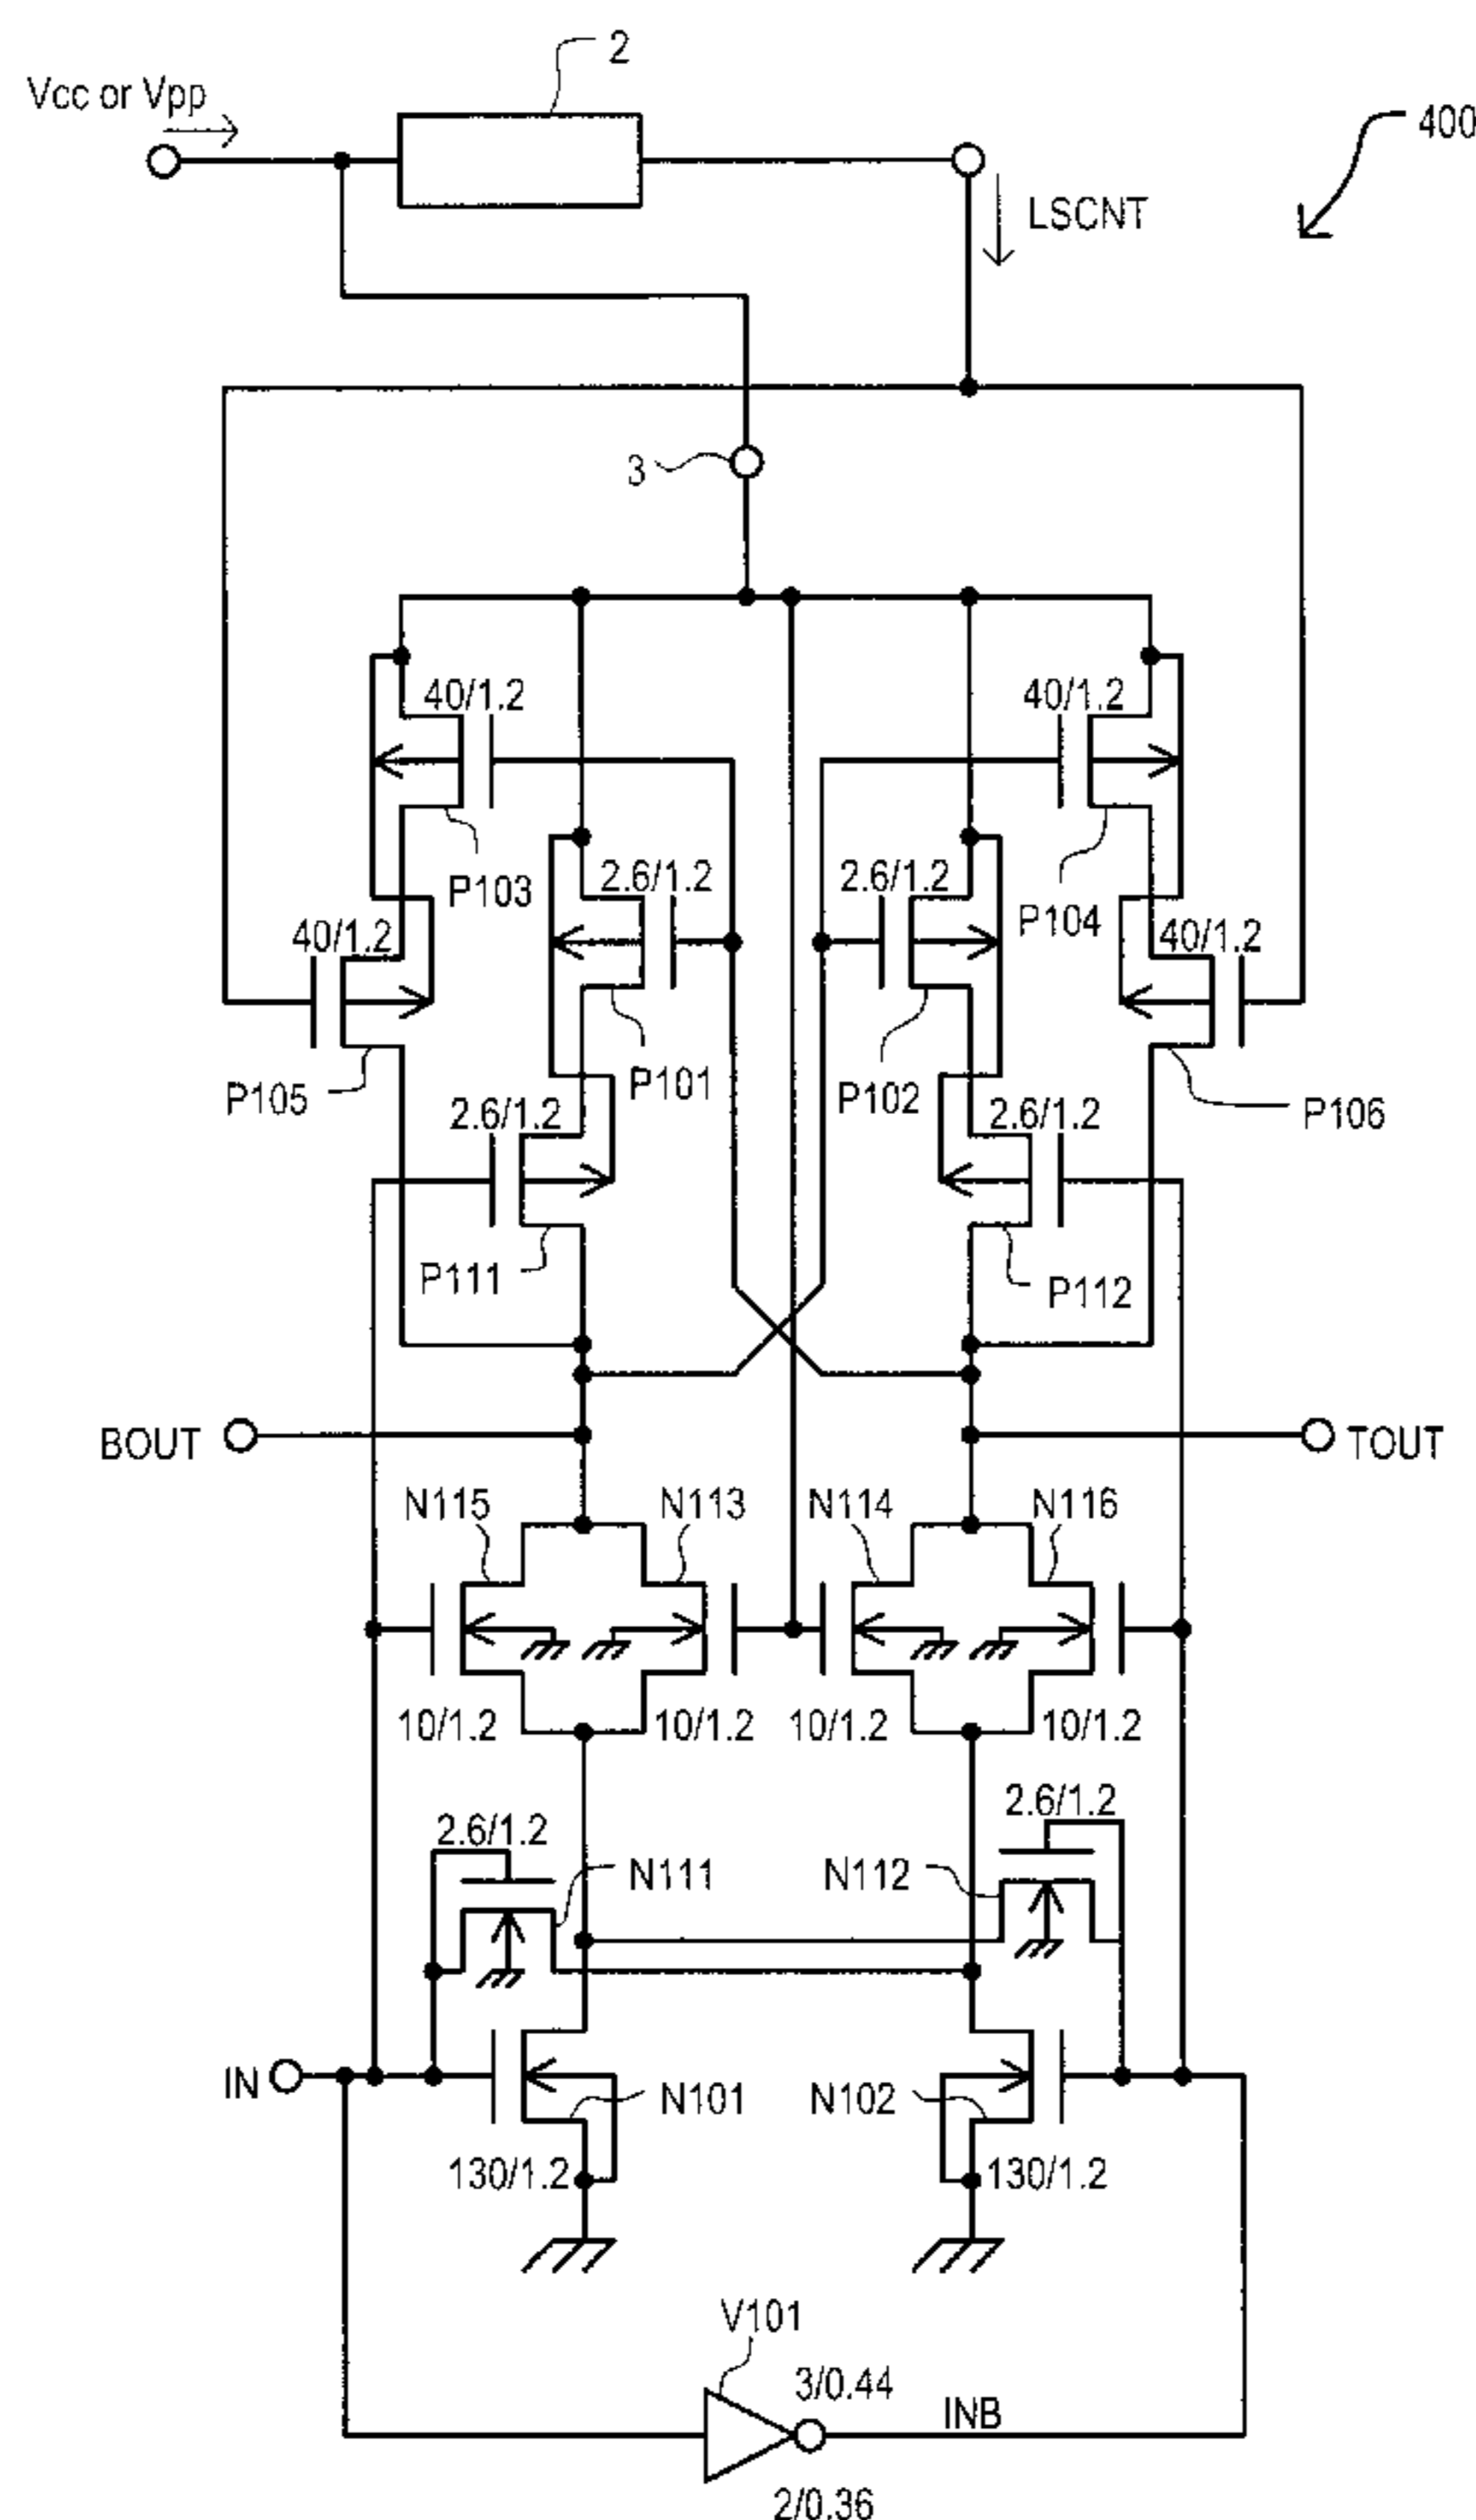 2
Vcc or Vpp
400
LSCNT
3
40/1.2
40/1.2
P103
2.6/1.2
2.6/1.2
P104
40/1.2
40/1.2
P105
P101
P102
P106
2.6/1.2
2.6/1.2
P111
P112
BOUT
TOUT
N115
N113
N114
N116
10/1.2
10/1.2
10/1.2
10/1.2
2.6/1.2
2.6/1.2
N111
N112
IN
N101
N102
130/1.2
130/1.2
V101
3/0.44
INB
2/0.36